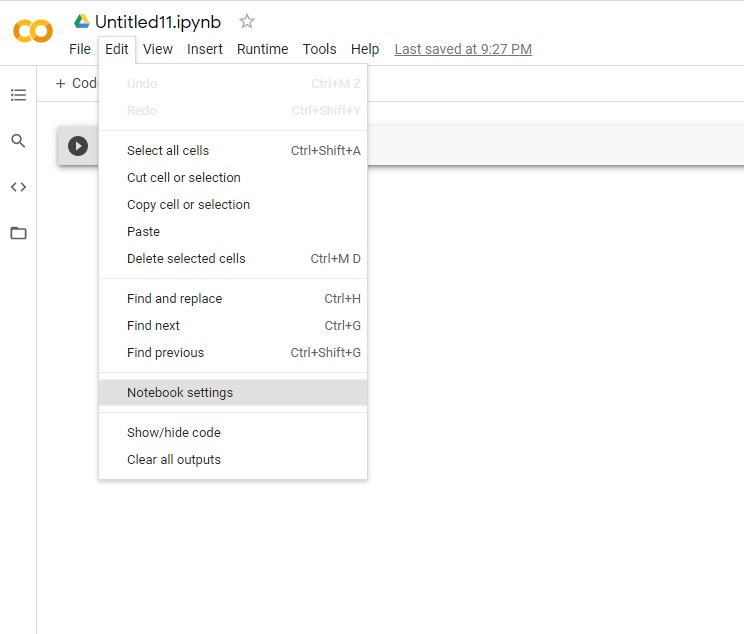 Untitled11.ipynb
File Edit View Insert Runtime Tools Help Last saved at 9:27 PM
+ Cod
Undo Ctrl+M Z
Redo Ctrl+Shift+Y
Select all cells Ctrl+Shift+A
Cut cell or selection
Copy cell or selection
Paste
Delete selected cells Ctrl+M D
Find and replace Ctrl+H
Find next Ctrl+G
Find previous Ctrl+Shift+G
Notebook settings
Show/hide code
Clear all outputs